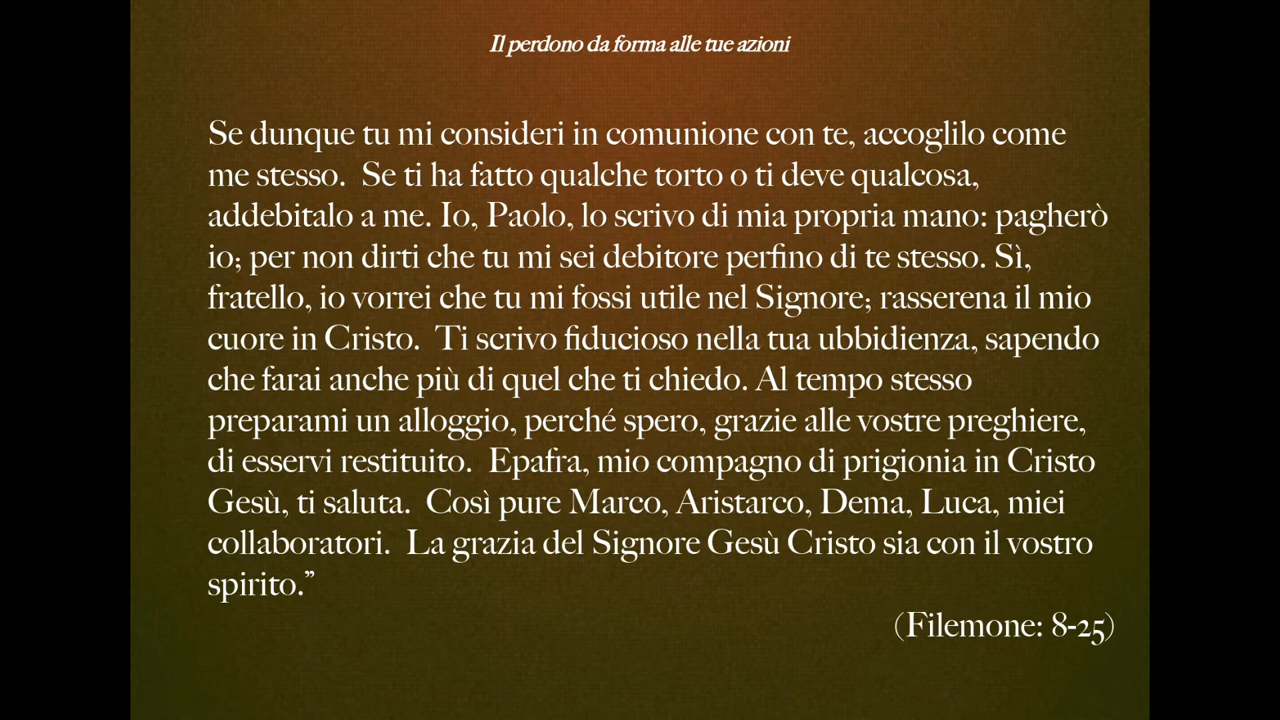 Il perdono da forma alle tue azioni
Se dunque tu mi consideri in comunione con te, accoglilo come
me stesso.  Se ti ha fatto qualche torto o ti deve qualcosa,
addebitalo a me. Io, Paolo, lo scrivo di mia propria mano: pagherò
io; per non dirti che tu mi sei debitore perfino di te stesso. Sì,
fratello, io vorrei che tu mi fossi utile nel Signore; rasserena il mio
cuore in Cristo.  Ti scrivo fiducioso nella tua ubbidienza, sapendo
che farai anche più di quel che ti chiedo. Al tempo stesso
preparami un alloggio, perché spero, grazie alle vostre preghiere,
di esservi restituito.  Epafra, mio compagno di prigionia in Cristo
Gesù, ti saluta.  Così pure Marco, Aristarco, Dema, Luca, miei
collaboratori.  La grazia del Signore Gesù Cristo sia con il vostro
spirito.”
(Filemone: 8-25)